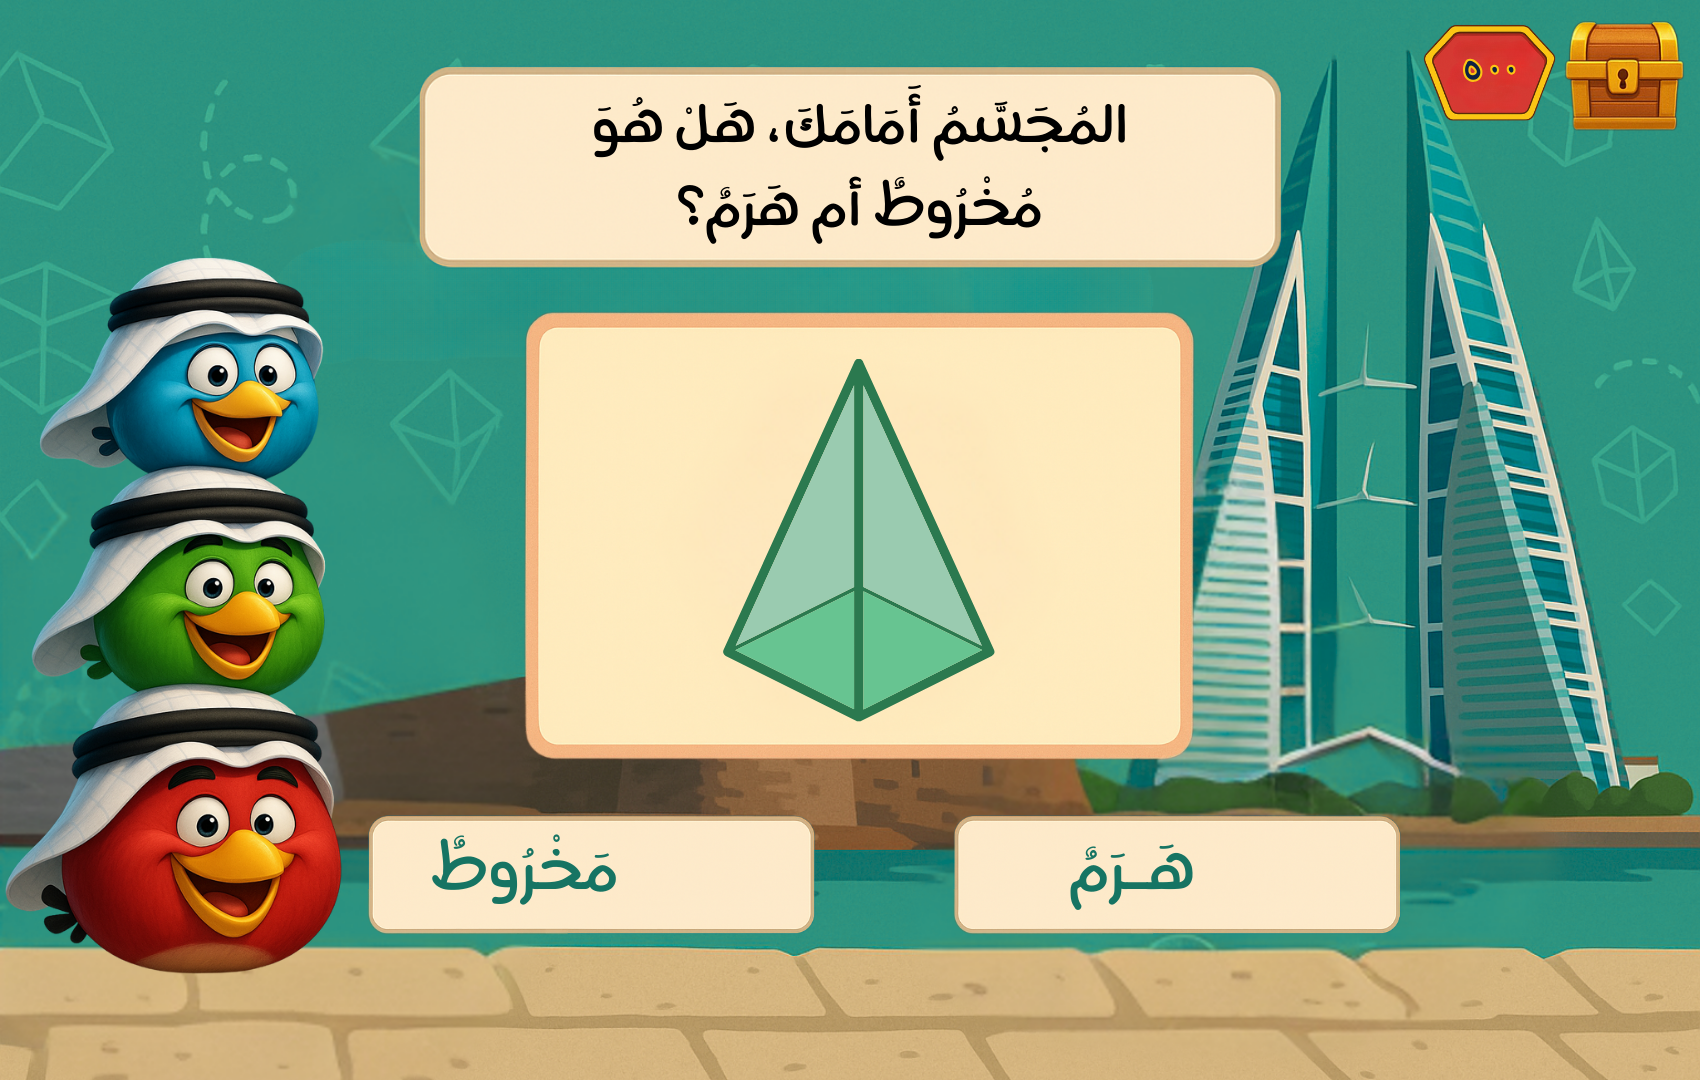 ٥٠٠
المُجَسَّمُ أَمَامَكَ، هَلْ هُوَ
مُخْرُوطٌ أم هَرَمٌ؟
هَـرَمٌ
مَخْرُوطٌ